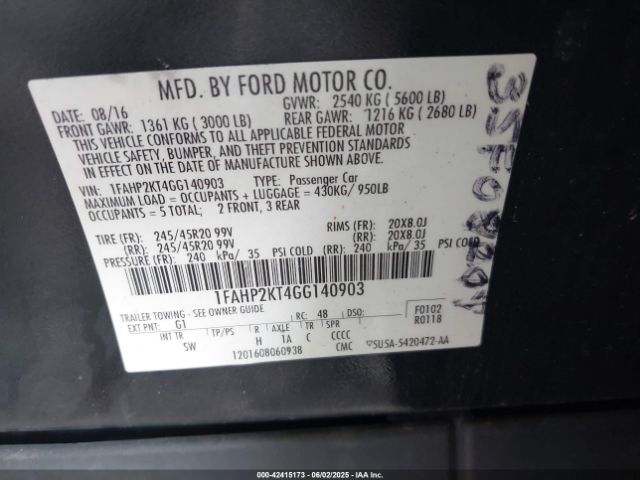 MFD. BY FORD MOTOR CO.
DATE: 08/16 GVWR: 2540 KG (5600 LB)
FRONT GAWR: 1361 KG (3000 LB) REAR GAWR: 1216 KG (2680 LB)
THIS VEHICLE CONFORMS TO ALL APPLICABLE FEDERAL MOTOR
VEHICLE SAFETY, BUMPER, AND THEFT PREVENTION STANDARDS
IN EFFECT ON THE DATE OF MANUFACTURE SHOWN ABOVE.
VIN: 1FAHP2KT4GG140903 TYPE: Passenger Car
MAXIMUM LOAD = OCCUPANTS + LUGGAGE = 430KG/950LB
OCCUPANTS = 5 TOTAL; 2 FRONT, 3 REAR
TIRE (FR): 245/45R20 99V RIMS (FR): 20X8.0J
(RR): 245/45R20 99V (RR): 20X8.0J
PRESSURE (FR): 240 kPa/35 PSI COLD (RR): 240 kPa/35 PSI COLD
1FAHP2KT4GG140903
TRAILER TOWING - SEE OWNER GUIDE
RC: 48 DSO: F0102
EXT PNT: G1 R0118
INT TR TP/PS R AXLE TR SPR
SW H 1A C CCCC
1201608060938 CMC ▽SU5A-5420472-AA
000-42415173 - 06/02/2025 - IAAI.com